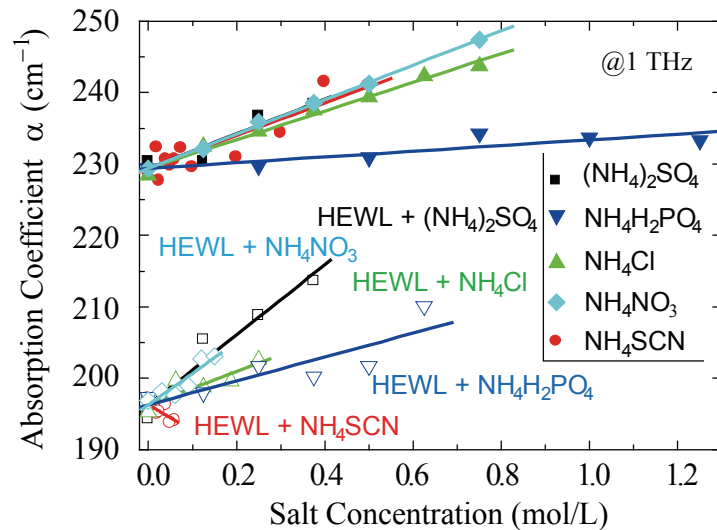 250
240
230
220
210
200
190
Absorption Coefficient α (cm⁻¹)
@1 THz
(NH₄)₂SO₄
NH₄H₂PO₄
NH₄Cl
NH₄NO₃
NH₄SCN
HEWL + (NH₄)₂SO₄
HEWL + NH₄NO₃
HEWL + NH₄Cl
HEWL + NH₄H₂PO₄
HEWL + NH₄SCN
0.0 0.2 0.4 0.6 0.8 1.0 1.2
Salt Concentration (mol/L)